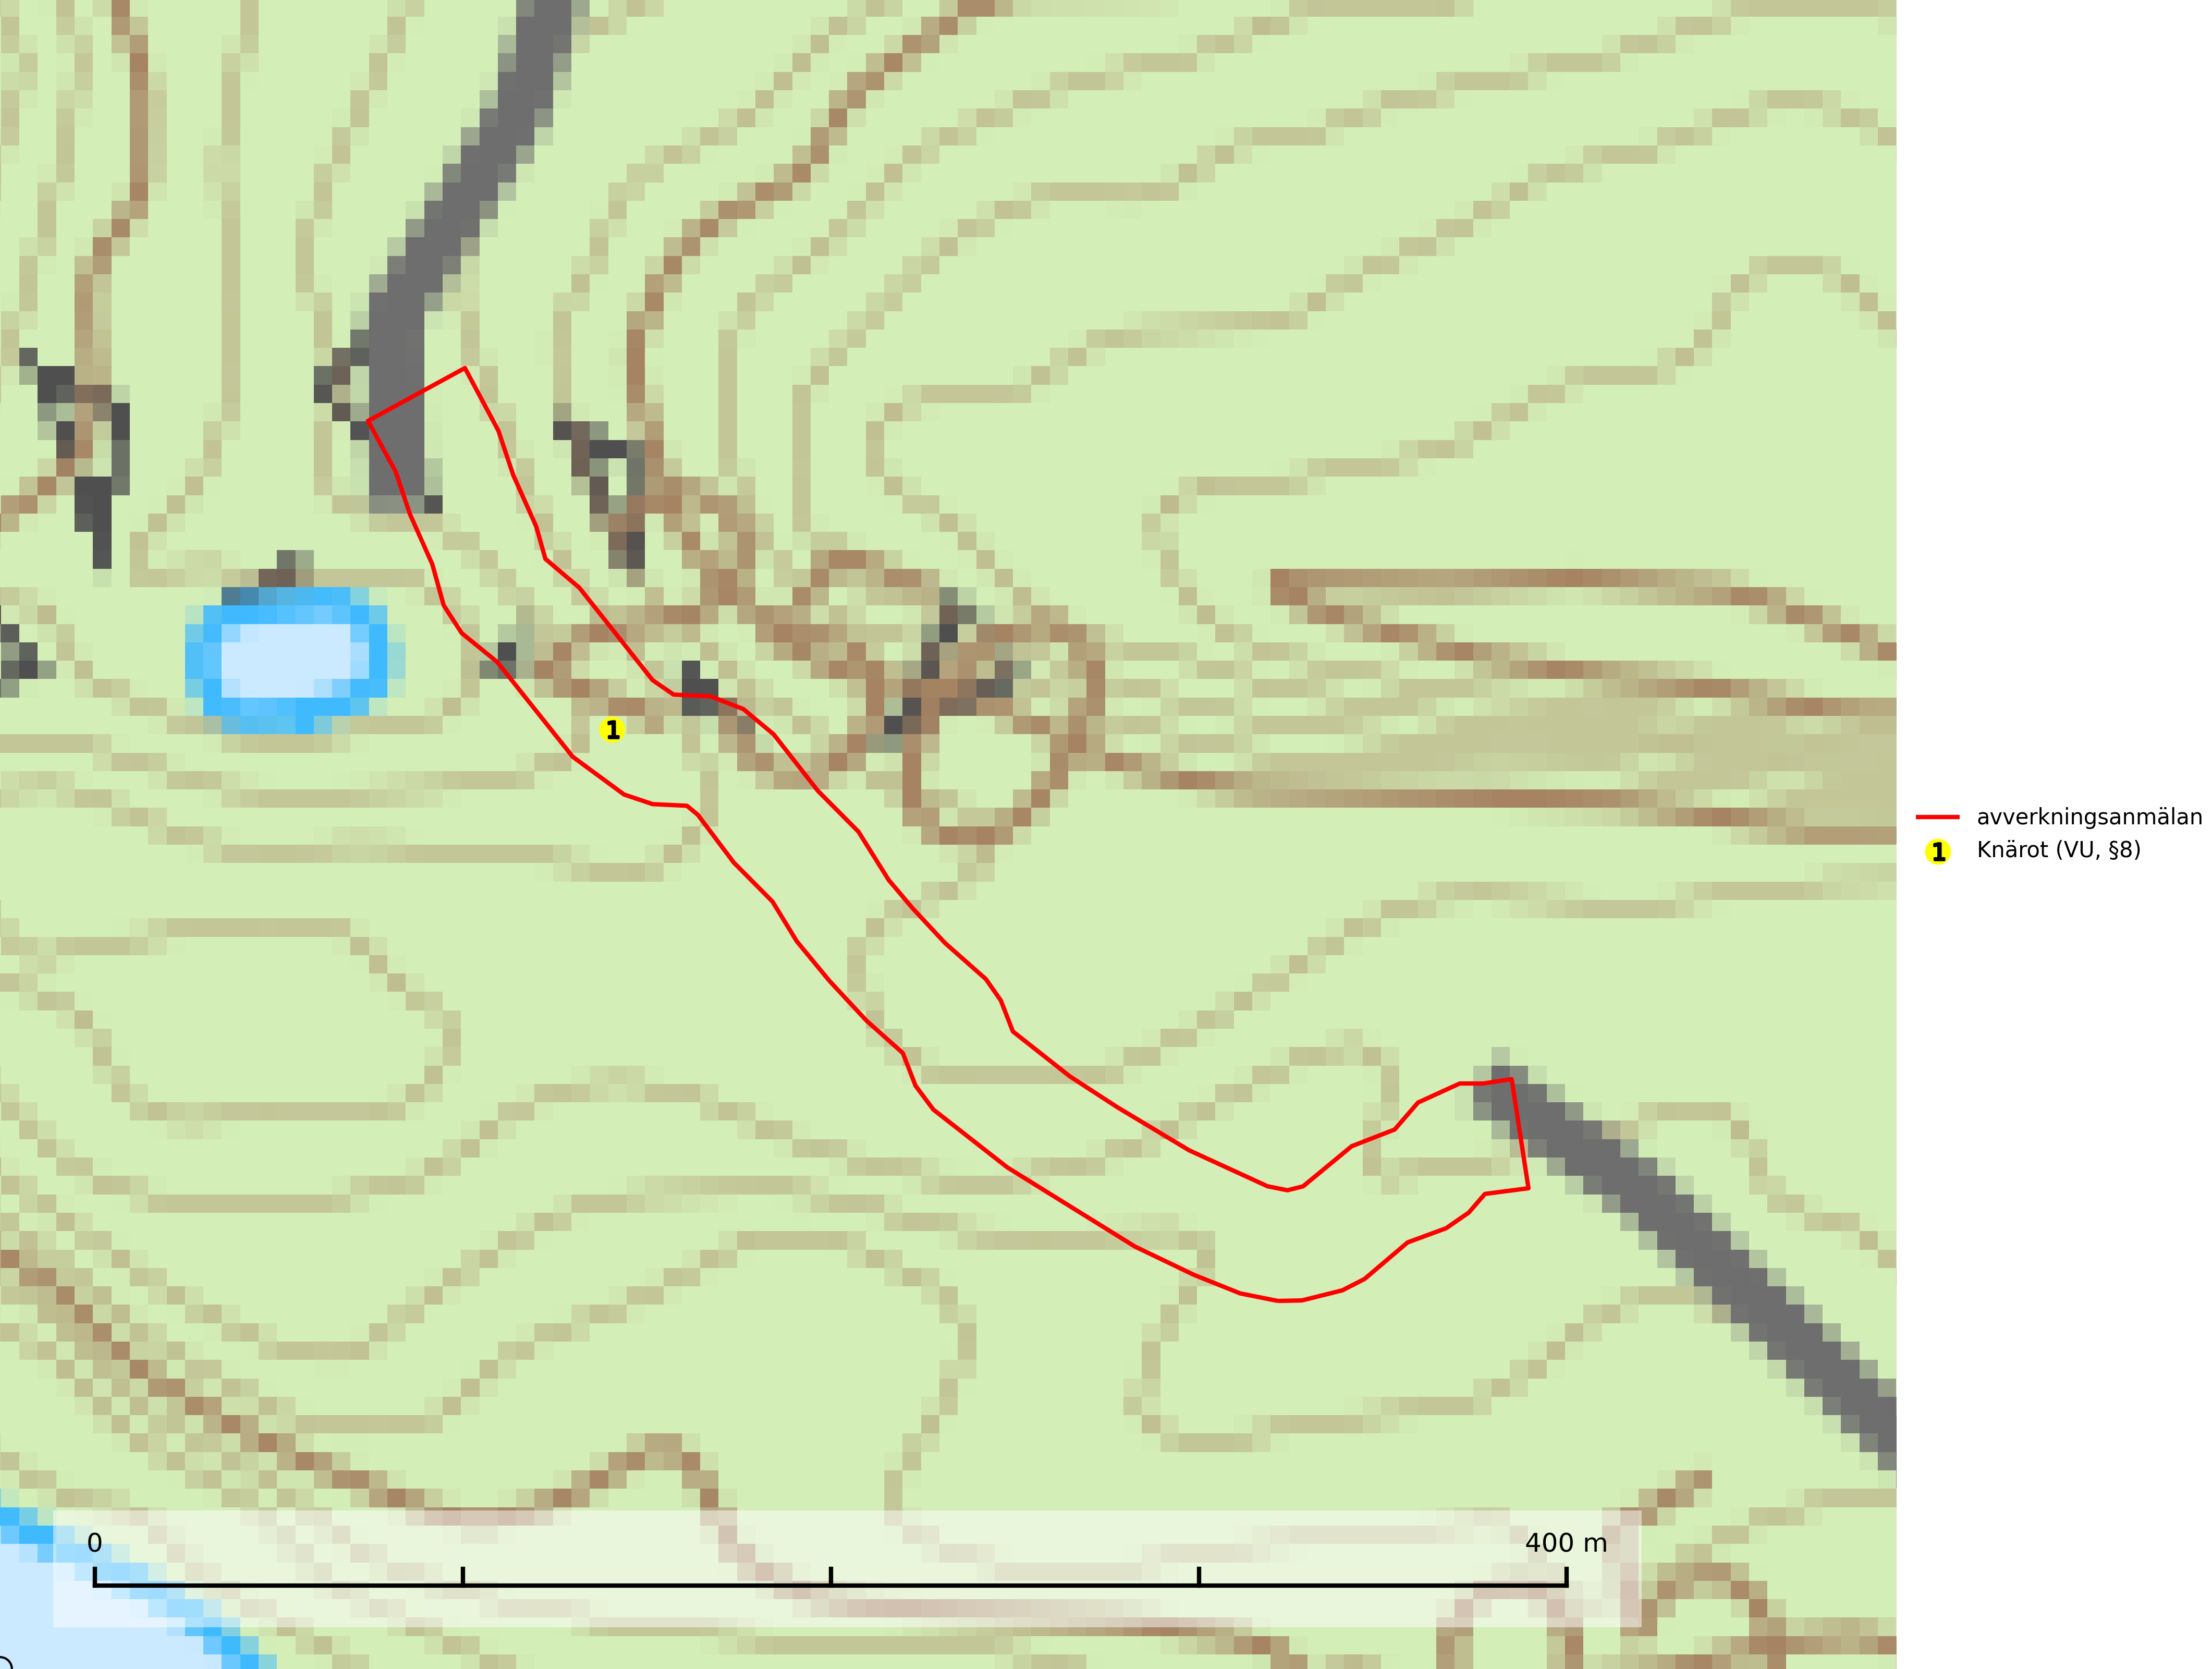 1
avverkningsanmälan
1 Knärot (VU, §8)
0 400 m